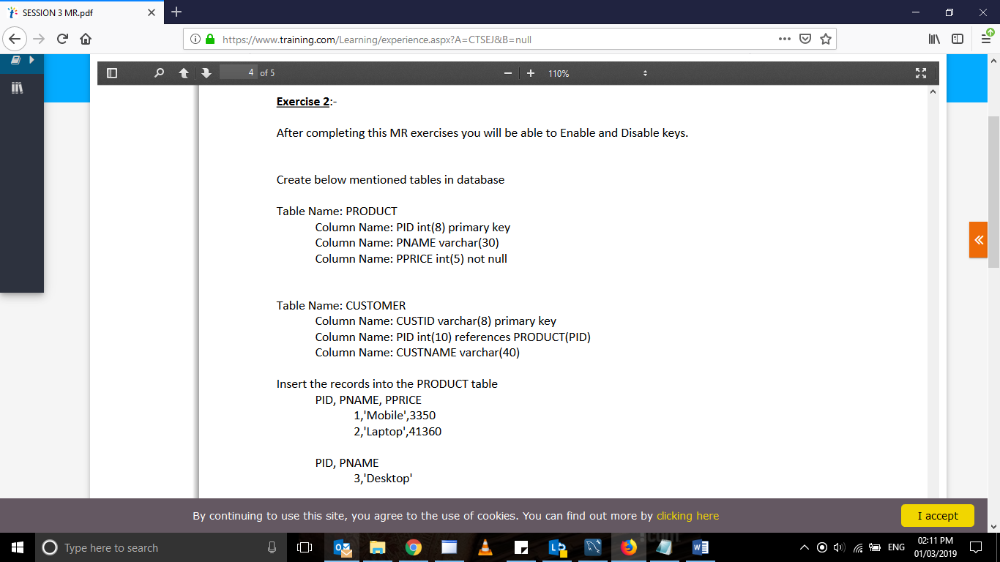 SESSION 3 MR.pdf
https://www.training.com/Learning/experience.aspx?A=CTSEJ&B=null
4 of 5
110%
Exercise 2:-
After completing this MR exercises you will be able to Enable and Disable keys.
Create below mentioned tables in database
Table Name: PRODUCT
Column Name: PID int(8) primary key
Column Name: PNAME varchar(30)
Column Name: PPRICE int(5) not null
Table Name: CUSTOMER
Column Name: CUSTID varchar(8) primary key
Column Name: PID int(10) references PRODUCT(PID)
Column Name: CUSTNAME varchar(40)
Insert the records into the PRODUCT table
PID, PNAME, PPRICE
1,'Mobile',3350
2,'Laptop',41360
PID, PNAME
3,'Desktop'
By continuing to use this site, you agree to the use of cookies. You can find out more by clicking here
I accept
Type here to search
ENG
02:11 PM
01/03/2019